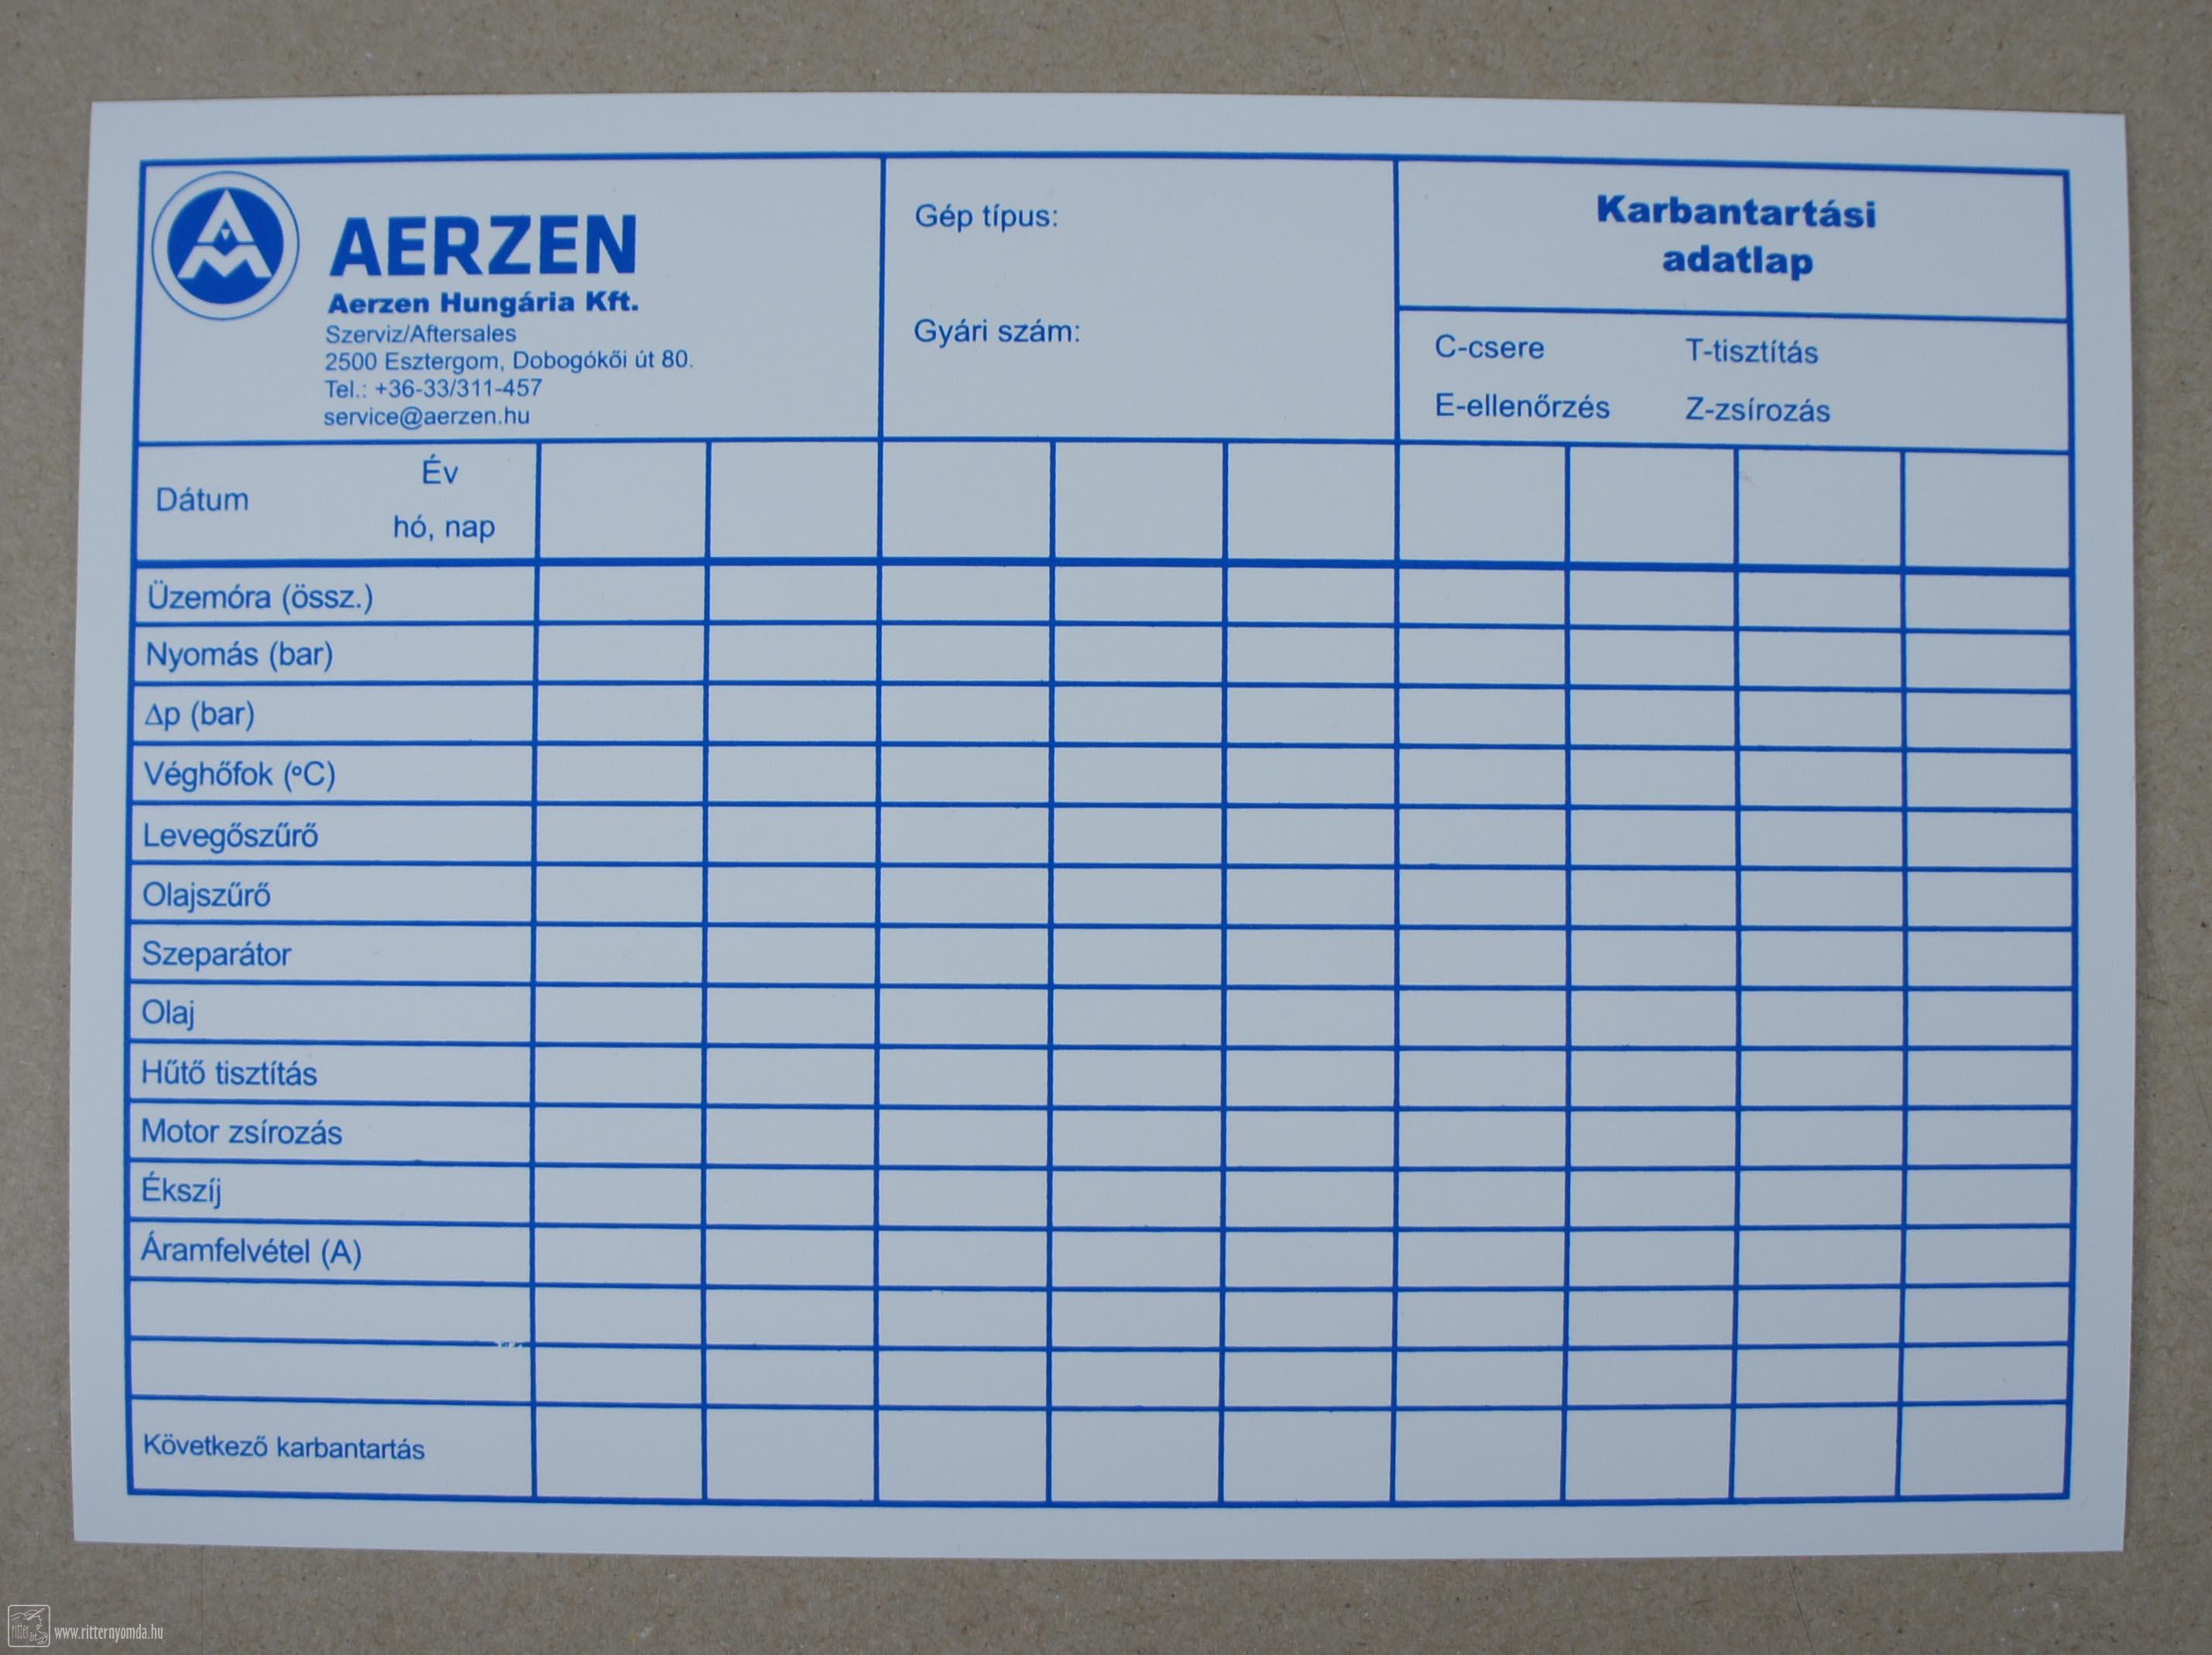 AERZEN
Aerzen Hungária Kft.
Szerviz/Aftersales
2500 Esztergom, Dobogókői út 80.
Tel.: +36-33/311-457
service@aerzen.hu
Gép típus:
Gyári szám:
Karbantartási
adatlap
C-csere T-tisztítás
E-ellenőrzés Z-zsírozás
Dátum
Év
hó, nap
Üzemóra (össz.)
Nyomás (bar)
Δp (bar)
Véghőfok (°C)
Levegőszűrő
Olajszűrő
Szeparátor
Olaj
Hűtő tisztítás
Motor zsírozás
Ékszíj
Áramfelvétel (A)
Következő karbantartás
ritter
www.ritternyomda.hu